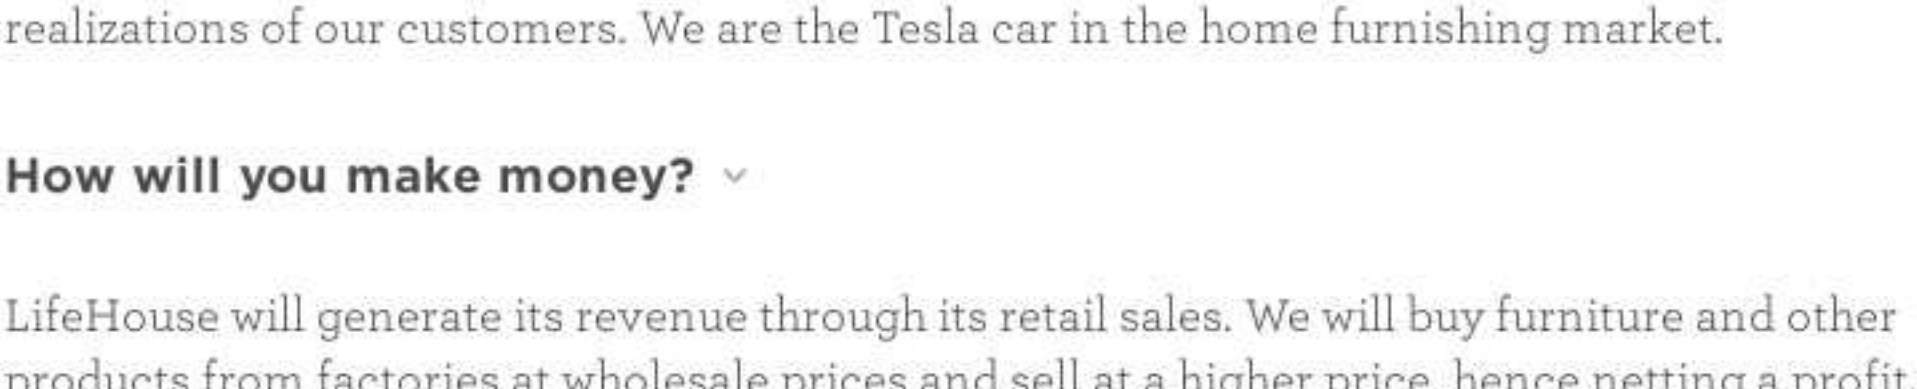 realizations of our customers. We are the Tesla car in the home furnishing market.
How will you make money?
LifeHouse will generate its revenue through its retail sales. We will buy furniture and other
products from factories at wholesale prices and sell at a higher price, hence netting a profit